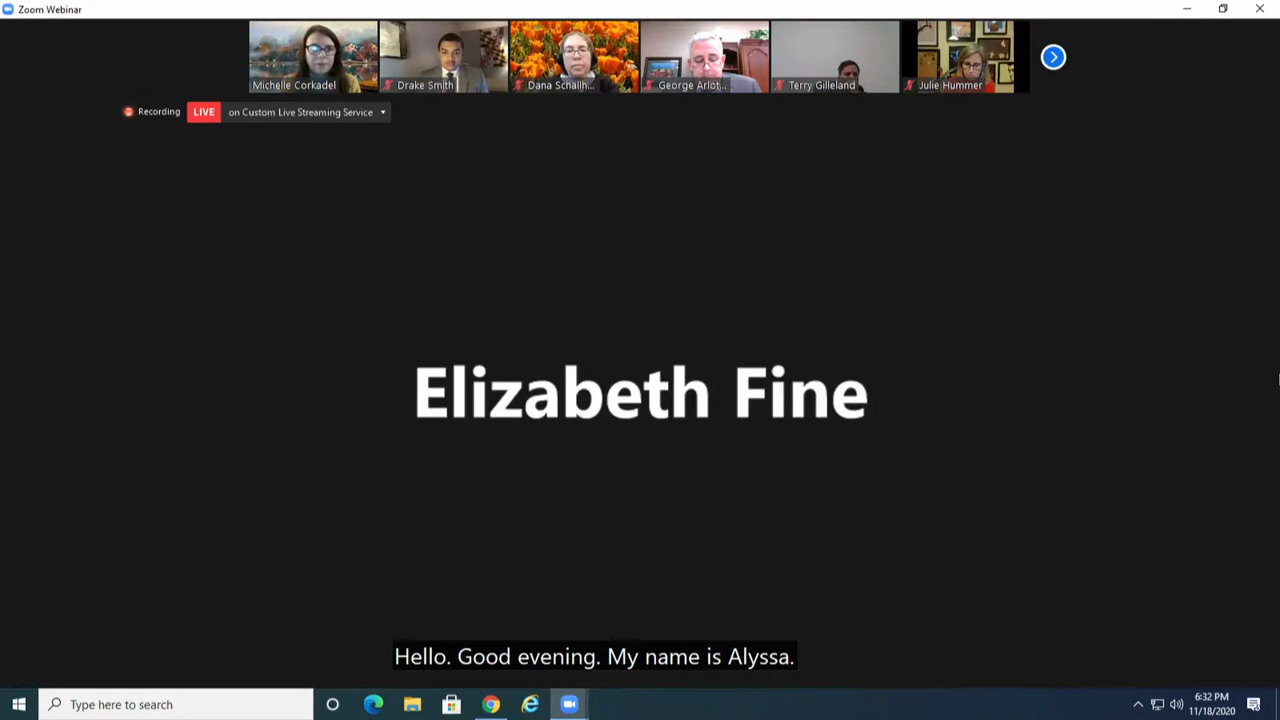 Zoom Webinar
Michelle Corkadel
Drake Smith
Dana Schallh...
George Arlot...
Terry Gilleland
Julie Hummer
Recording
LIVE
on Custom Live Streaming Service
Elizabeth Fine
Hello. Good evening. My name is Alyssa.
Type here to search
6:32 PM
11/18/2020